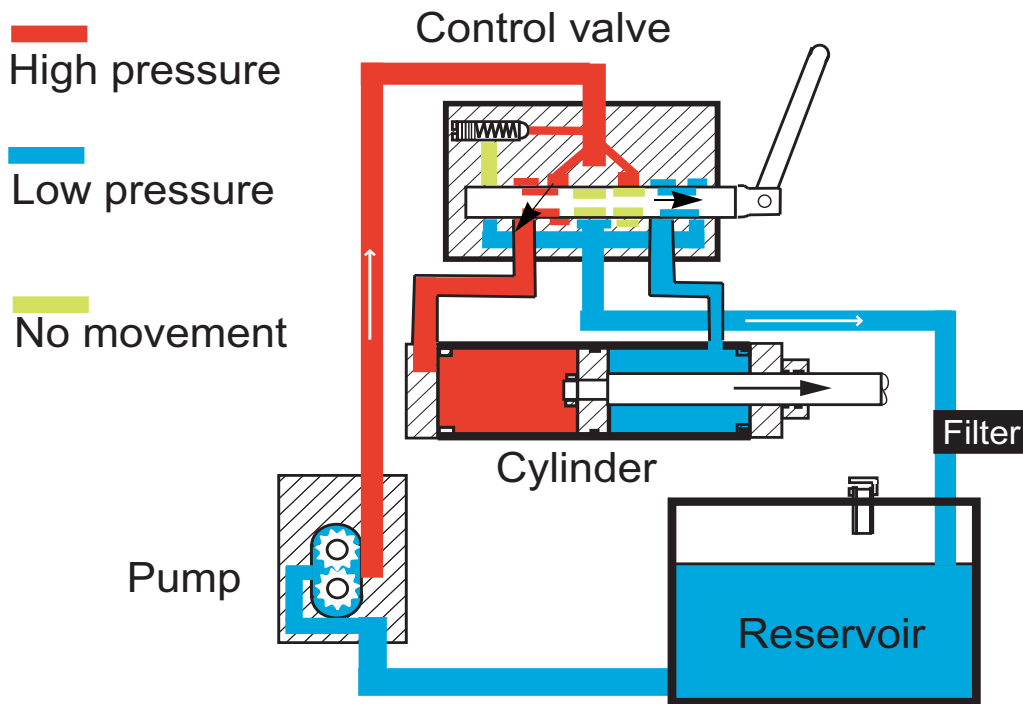 Control valve
High pressure
Low pressure
No movement
Filter
Cylinder
Pump
Reservoir